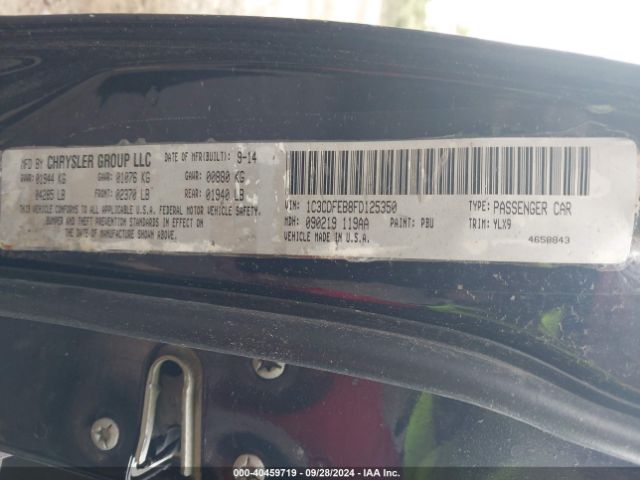 MFD BY CHRYSLER GROUP LLC DATE OF MFR(BUILT): 9-14
GVWR: 01944 KG GAWR: 01076 KG GAWR: 00880 KG
04285 LB FRONT: 02370 LB REAR: 01940 LB
THIS VEHICLE CONFORMS TO ALL APPLICABLE U.S.A. FEDERAL MOTOR VEHICLE SAFETY,
BUMPER AND THEFT PREVENTION STANDARDS IN EFFECT
ON THE DATE OF MANUFACTURE SHOWN ABOVE.
VIN: 1C3CDFEB8FD125350 TYPE: PASSENGER CAR
MDH: 090219 119AA PAINT: PBU TRIM: YLX9
VEHICLE MADE IN U.S.A. 4658843
© 2024 - 40459719 - 09/28/2024 - IAA Inc.